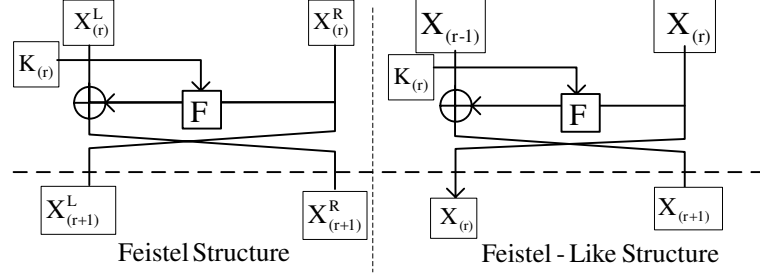 X^L_(r) X^R_(r) X_(r-1) X_(r)
K_(r) K_(r)
F F
X^L_(r+1) X^R_(r+1) X_(r) X_(r+1)
Feistel Structure Feistel - Like Structure